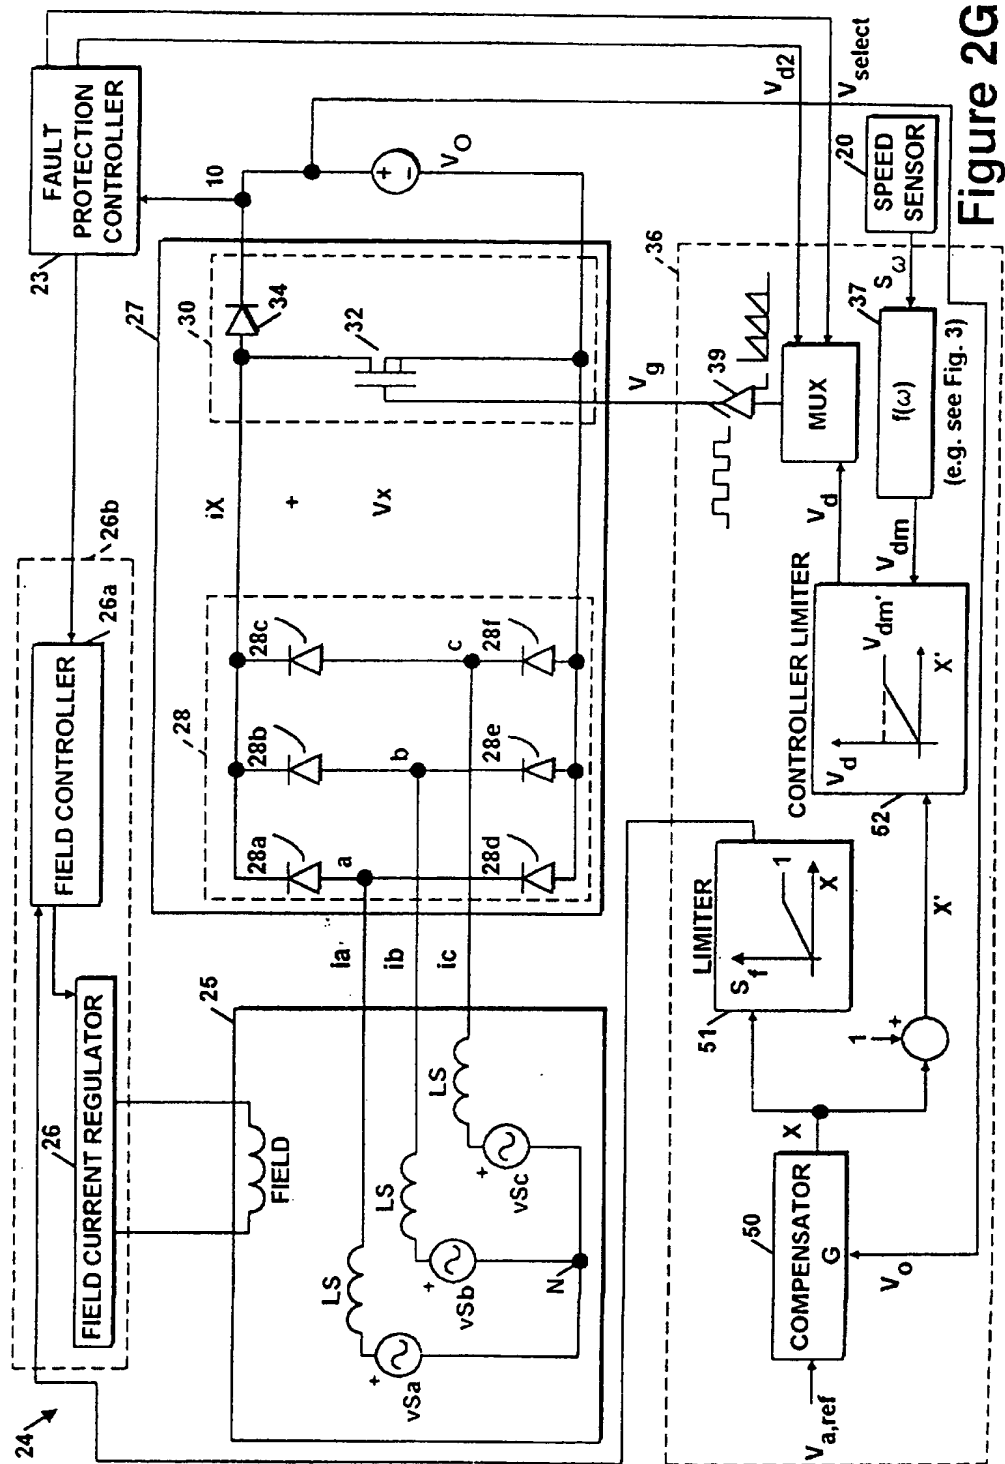 24
26
FIELD CURRENT REGULATOR
FIELD CONTROLLER
26a
26b
23
FAULT
PROTECTION
CONTROLLER
10
25
FIELD
LS
LS
LS
vSa
vSb
vSc
+
+
+
N
ia
ib
ic
27
28
28a
28b
28c
a
b
c
28d
28e
28f
iX
+
Vx
30
34
32
+
-
VO
Vg
Vd2
Vselect
36
39
MUX
20
SPEED
SENSOR
Sω
37
f(ω)
(e.g. see Fig. 3)
Vd
Vdm
CONTROLLER LIMITER
Vd
Vdm'
X'
52
LIMITER
Sf
1
X
51
X'
1
+
X
50
COMPENSATOR
G
Va,ref
Vo
Figure 2G